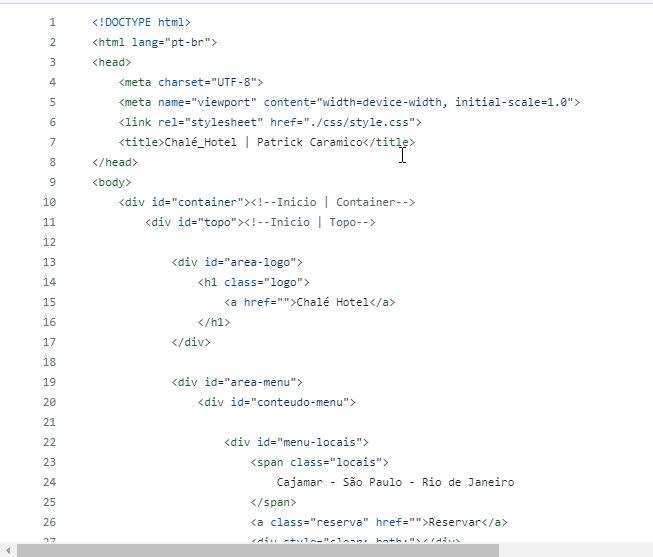 1 <!DOCTYPE html>
2 <html lang="pt-br">
3 <head>
4 <meta charset="UTF-8">
5 <meta name="viewport" content="width=device-width, initial-scale=1.0">
6 <link rel="stylesheet" href="./css/style.css">
7 <title>Chalé_Hotel | Patrick Caramico</title>
8 </head>
9 <body>
10 <div id="container"><!--Inicio | Container-->
11 <div id="topo"><!--Inicio | Topo-->
12
13 <div id="area-logo">
14 <h1 class="logo">
15 <a href="">Chalé Hotel</a>
16 </h1>
17 </div>
18
19 <div id="area-menu">
20 <div id="conteudo-menu">
21
22 <div id="menu-locais">
23 <span class="locais">
24 Cajamar - São Paulo - Rio de Janeiro
25 </span>
26 <a class="reserva" href="">Reservar</a>
27 <div style="clear: both;"></div>